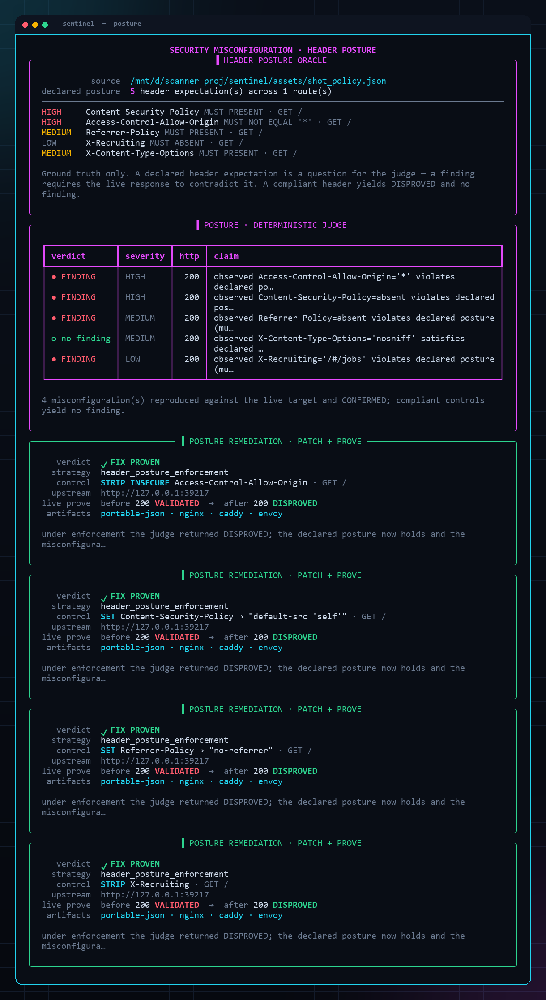 sentinel — posture
SECURITY MISCONFIGURATION · HEADER POSTURE
HEADER POSTURE ORACLE
source /mnt/d/scanner proj/sentinel/assets/shot_policy.json
declared posture 5 header expectation(s) across 1 route(s)
HIGH Content-Security-Policy MUST PRESENT · GET /
HIGH Access-Control-Allow-Origin MUST NOT EQUAL '*' · GET /
MEDIUM Referrer-Policy MUST PRESENT · GET /
LOW X-Recruiting MUST ABSENT · GET /
MEDIUM X-Content-Type-Options MUST PRESENT · GET /
Ground truth only. A declared header expectation is a question for the judge — a finding
requires the live response to contradict it. A compliant header yields DISPROVED and no
finding.
POSTURE · DETERMINISTIC JUDGE
verdict severity http claim
● FINDING HIGH 200 observed Access-Control-Allow-Origin='*' violates
declared po…
● FINDING HIGH 200 observed Content-Security-Policy=absent violates declared
pos…
● FINDING MEDIUM 200 observed Referrer-Policy=absent violates declared posture
(mu…
○ no finding MEDIUM 200 observed X-Content-Type-Options='nosniff' satisfies
declared …
● FINDING LOW 200 observed X-Recruiting='/#/jobs' violates declared posture
(mu…
4 misconfiguration(s) reproduced against the live target and CONFIRMED; compliant controls
yield no finding.
POSTURE REMEDIATION · PATCH + PROVE
verdict ✓ FIX PROVEN
strategy header_posture_enforcement
control STRIP INSECURE Access-Control-Allow-Origin · GET /
upstream http://127.0.0.1:39217
live prove before 200 VALIDATED → after 200 DISPROVED
artifacts portable-json · nginx · caddy · envoy
under enforcement the judge returned DISPROVED; the declared posture now holds and the
misconfigura…
POSTURE REMEDIATION · PATCH + PROVE
verdict ✓ FIX PROVEN
strategy header_posture_enforcement
control SET Content-Security-Policy → "default-src 'self'" · GET /
upstream http://127.0.0.1:39217
live prove before 200 VALIDATED → after 200 DISPROVED
artifacts portable-json · nginx · caddy · envoy
under enforcement the judge returned DISPROVED; the declared posture now holds and the
misconfigura…
POSTURE REMEDIATION · PATCH + PROVE
verdict ✓ FIX PROVEN
strategy header_posture_enforcement
control SET Referrer-Policy → "no-referrer" · GET /
upstream http://127.0.0.1:39217
live prove before 200 VALIDATED → after 200 DISPROVED
artifacts portable-json · nginx · caddy · envoy
under enforcement the judge returned DISPROVED; the declared posture now holds and the
misconfigura…
POSTURE REMEDIATION · PATCH + PROVE
verdict ✓ FIX PROVEN
strategy header_posture_enforcement
control STRIP X-Recruiting · GET /
upstream http://127.0.0.1:39217
live prove before 200 VALIDATED → after 200 DISPROVED
artifacts portable-json · nginx · caddy · envoy
under enforcement the judge returned DISPROVED; the declared posture now holds and the
misconfigura…